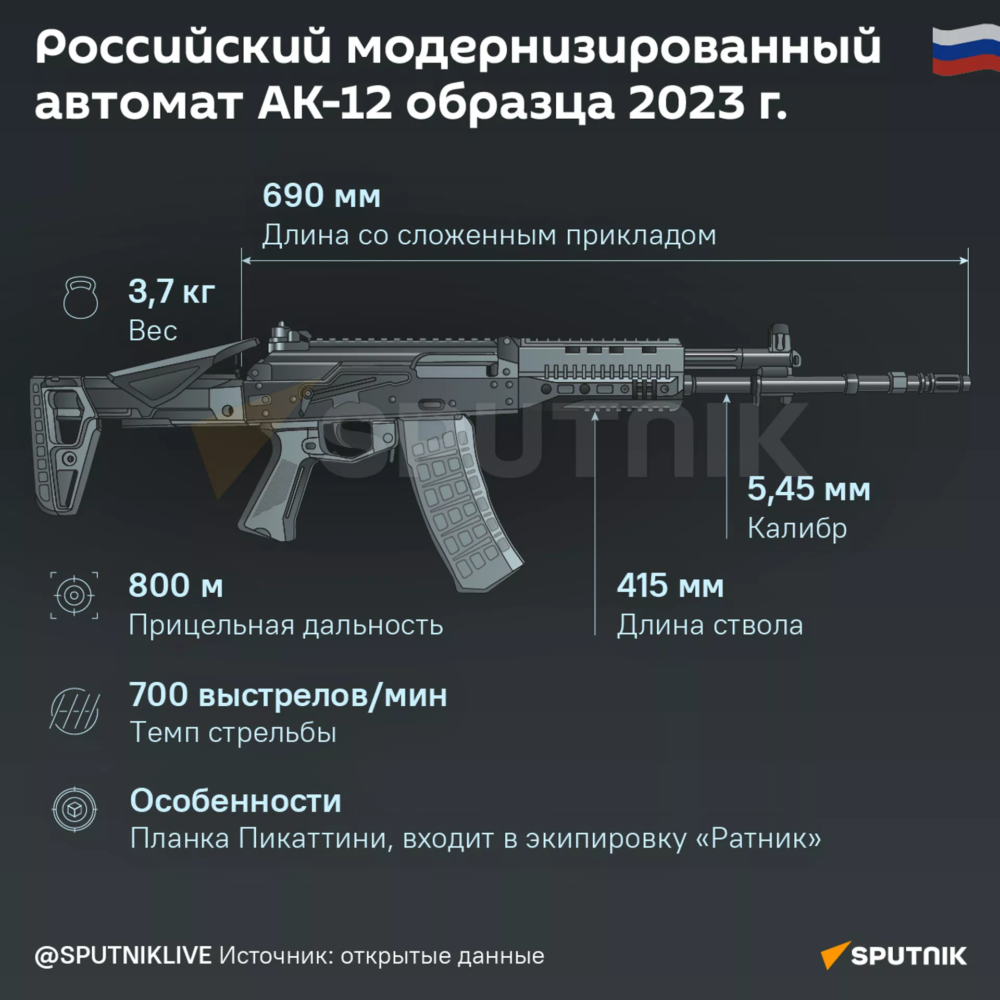 Российский модернизированный
автомат АК-12 образца 2023 г.
690 мм
Длина со сложенным прикладом
3,7 кг
Вес
SPUTNIK
5,45 мм
Калибр
800 м
Прицельная дальность
415 мм
Длина ствола
700 выстрелов/мин
Темп стрельбы
Особенности
Планка Пикаттини, входит в экипировку «Ратник»
@SPUTNIKLIVE Источник: открытые данные
SPUTNIK